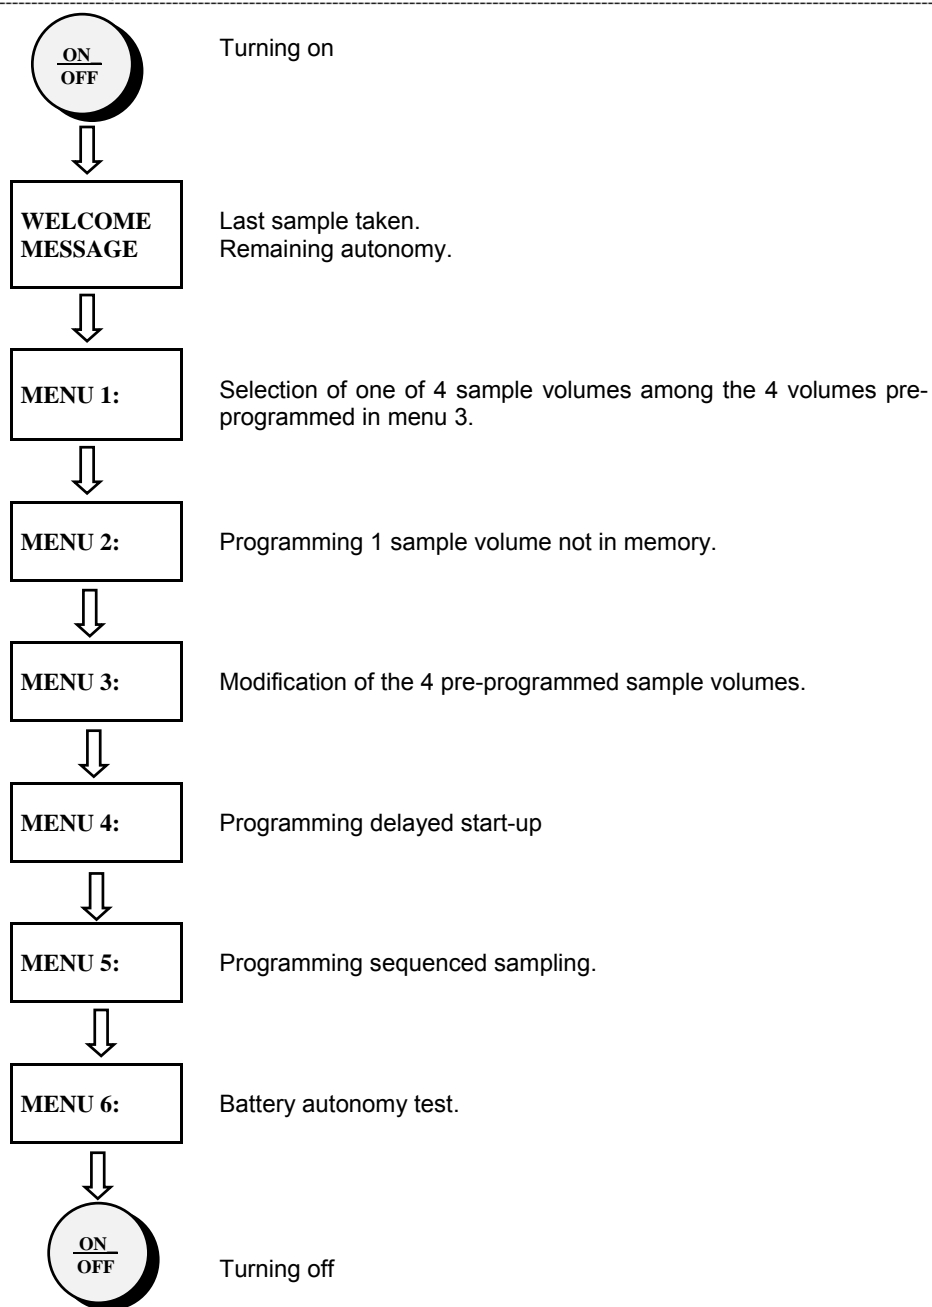 ON_
OFF
Turning on
WELCOME
MESSAGE
Last sample taken.
Remaining autonomy.
MENU 1:
Selection of one of 4 sample volumes among the 4 volumes pre-
programmed in menu 3.
MENU 2:
Programming 1 sample volume not in memory.
MENU 3:
Modification of the 4 pre-programmed sample volumes.
MENU 4:
Programming delayed start-up
MENU 5:
Programming sequenced sampling.
MENU 6:
Battery autonomy test.
ON_
OFF
Turning off